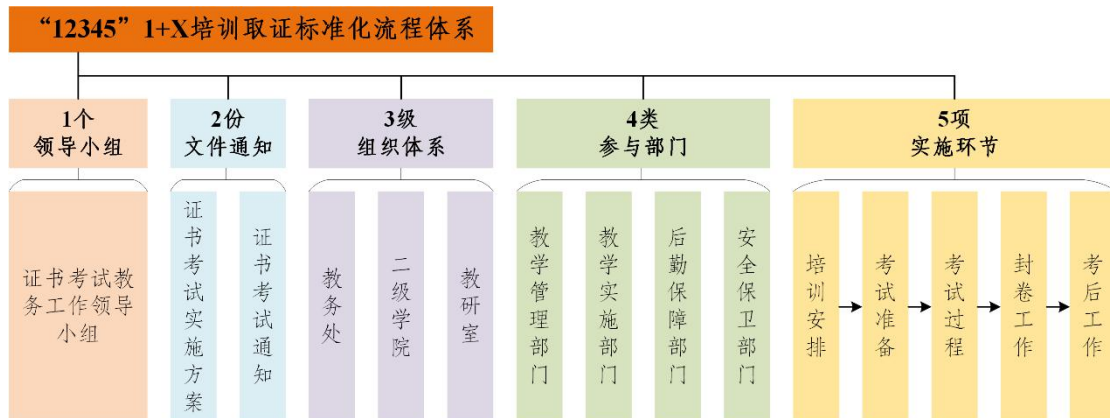 “12345”1+X培训取证标准化流程体系
1个
领导小组
2份
文件通知
3级
组织体系
4类
参与部门
5项
实施环节
证书考试教
务工作领导
小组
证书考试实施方案
证书考试通知
教务处
二级学院
教研室
教学管理部门
教学实施部门
后勤保障部门
安全保卫部门
培训安排
考试准备
考试过程
封卷工作
考后工作